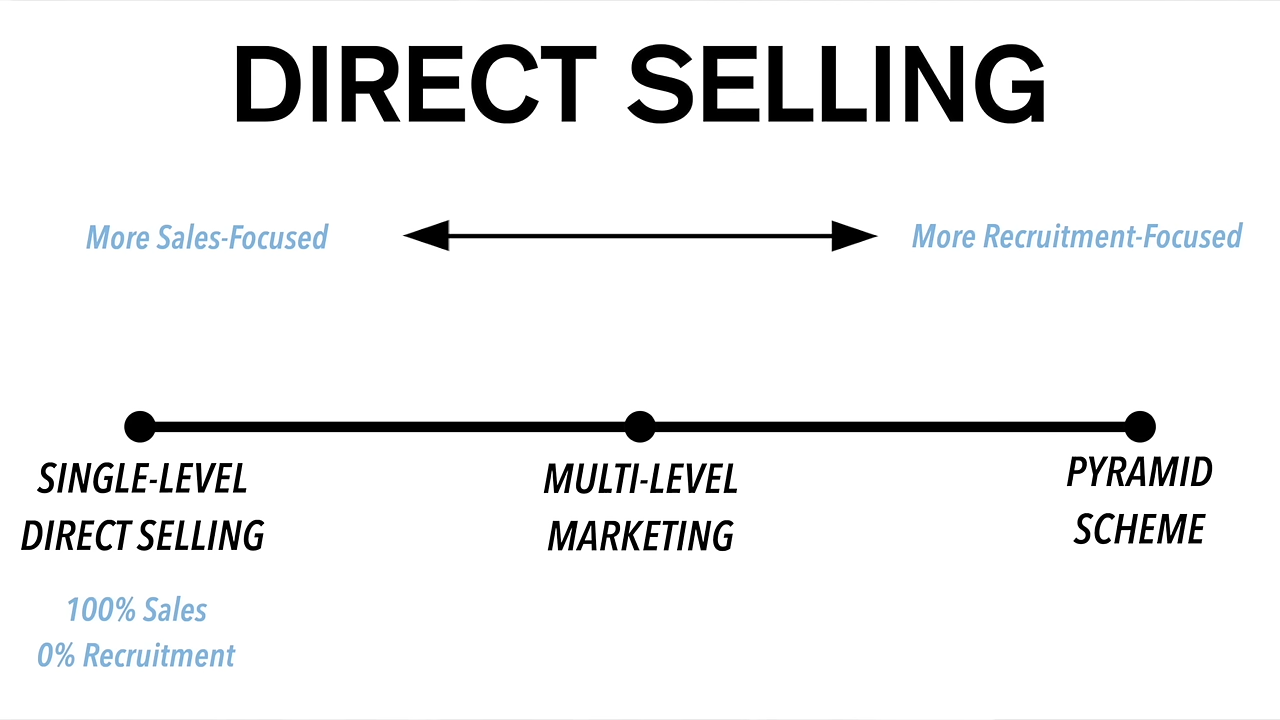 DIRECT SELLING
More Sales-Focused
More Recruitment-Focused
SINGLE-LEVEL
DIRECT SELLING
MULTI-LEVEL
MARKETING
PYRAMID
SCHEME
100% Sales
0% Recruitment